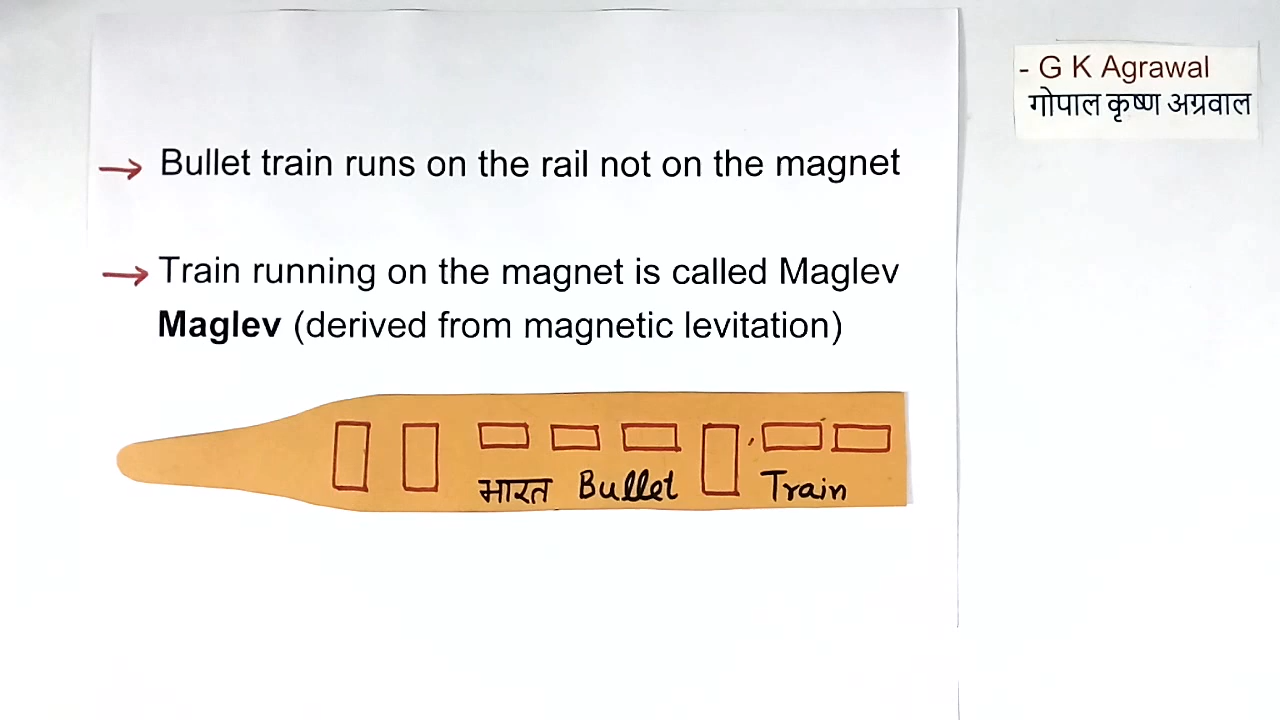 - G K Agrawal
गोपाल कृष्ण अग्रवाल
→ Bullet train runs on the rail not on the magnet
→ Train running on the magnet is called Maglev
Maglev (derived from magnetic levitation)
भारत Bullet Train